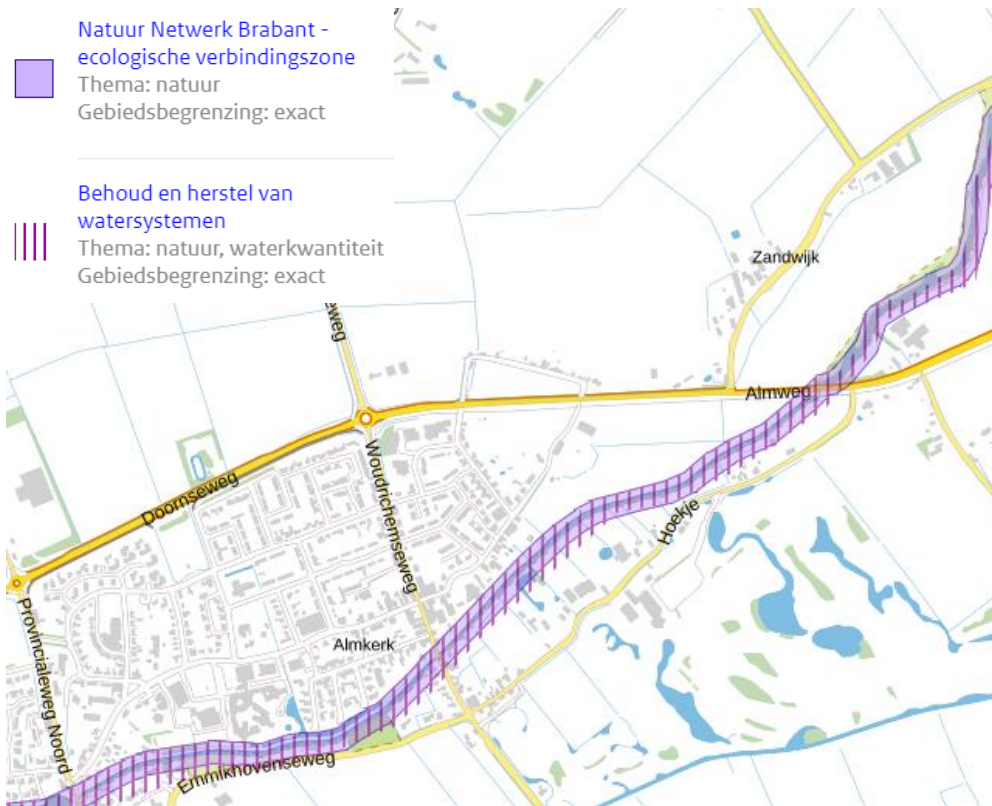 Natuur Netwerk Brabant -
ecologische verbindingszone
Thema: natuur
Gebiedsbegrenzing: exact
Behoud en herstel van
watersystemen
Thema: natuur, waterkwantiteit
Gebiedsbegrenzing: exact
eweg
Zandwijk
Almweg
Doornseweg
Woudrichemseweg
Hoekje
Provincialeweg Noord
Almkerk
Emmikhovenseweg